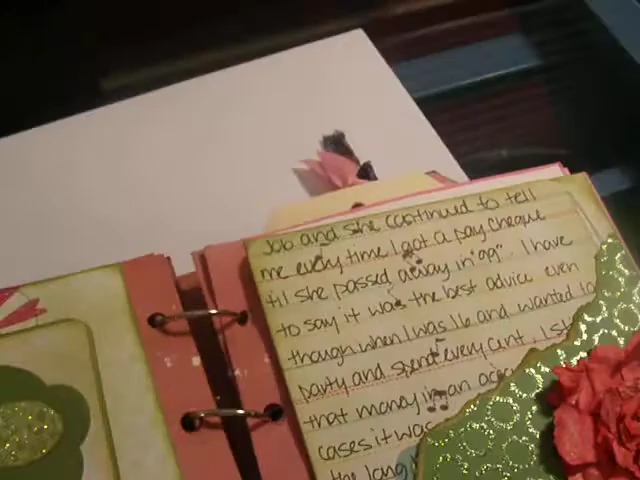 Job and she continued to tell
me every time I got a pay cheque
til she passed away in "99". I have
to say it was the best advice even
though when I was 16 and wanted to
party and spend every cent, I
that money in an
cases it was
the long